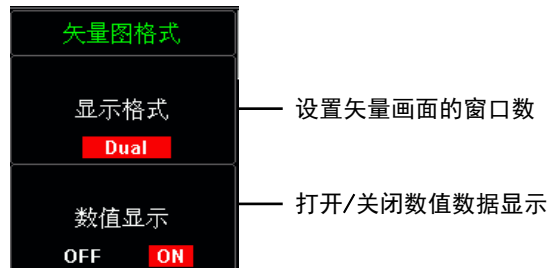 矢量图格式
显示格式
Dual
设置矢量画面的窗口数
数值显示
OFF ON
打开/关闭数值数据显示